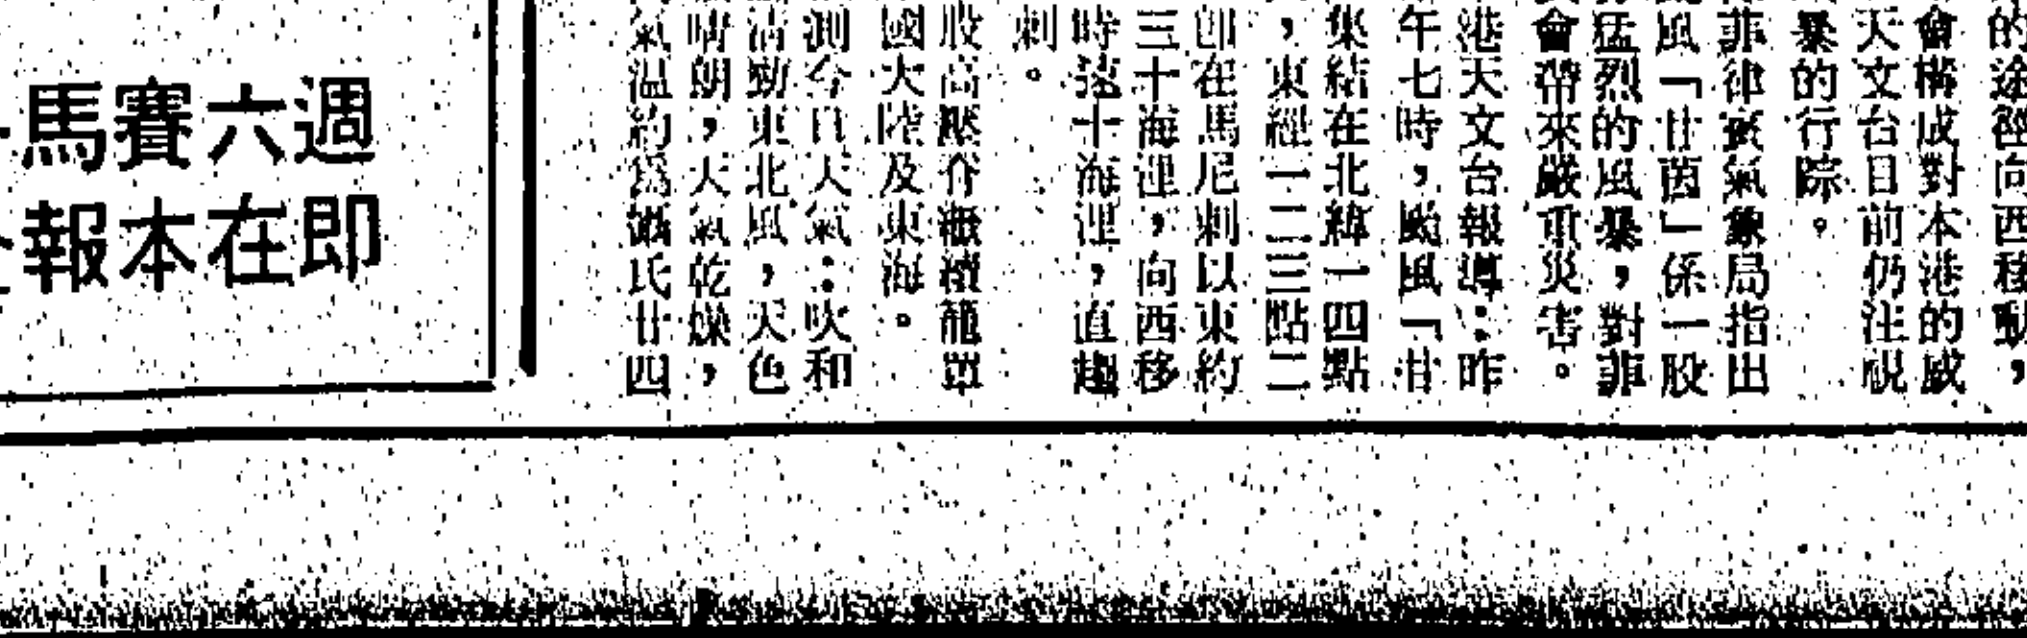 的途徑向西移動，
會構成對本港的威
天文台目前仍注視
暴的行踪。
菲律賓氣象局指出
風「甘茵」係一股
猛烈的風暴，對菲
會帶來嚴重災害。
港天文台報導：昨
午七時，颱風「甘
集結在北緯一四點
，東經一二三點二
即在馬尼剌以東約
三十海浬，向西移
時速十海浬，直趨
剌。
股高壓脊繼續籠罩
國大陸及東海。
測今日天氣：吹和
清勁東北風，天色
晴朗，天氣乾燥，
氣温約爲攝氏廿四
週六賽馬
即在本報